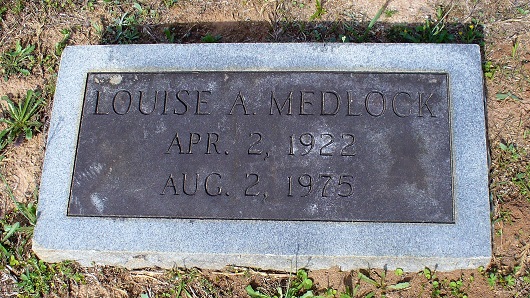 LOUISE A. MEDLOCK
APR. 2, 1922
AUG. 2, 1975